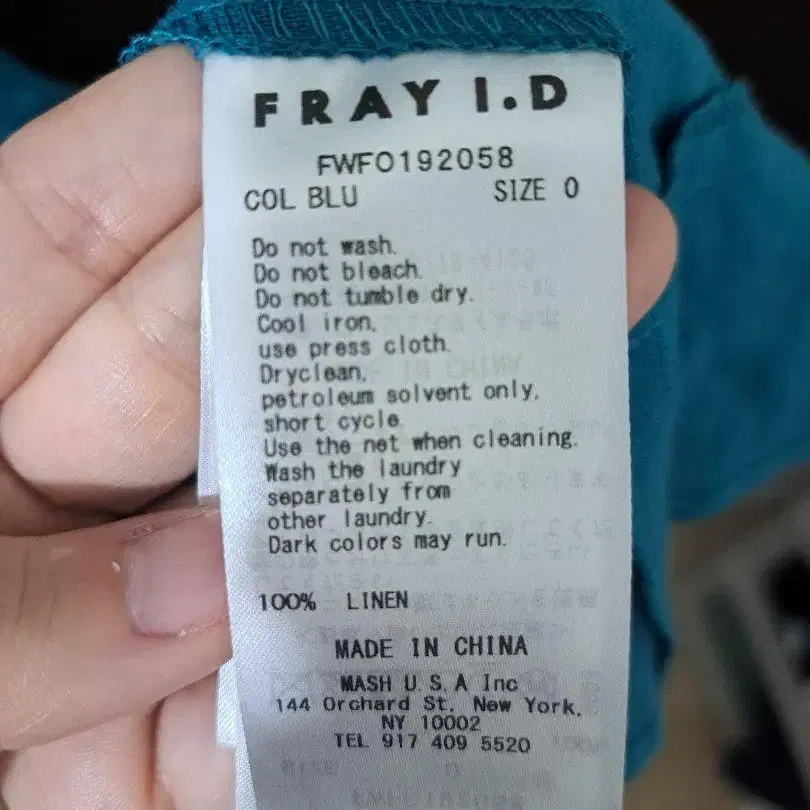 FRAY I.D
FWFO192058
COL BLU SIZE 0
Do not wash.
Do not bleach.
Do not tumble dry.
Cool iron.
use press cloth.
Dryclean.
petroleum solvent only.
short cycle.
Use the net when cleaning.
Wash the laundry
separately from
other laundry.
Dark colors may run.
100% LINEN
MADE IN CHINA
MASH U.S.A Inc
144 Orchard St. New York.
NY 10002
TEL 917 409 5520